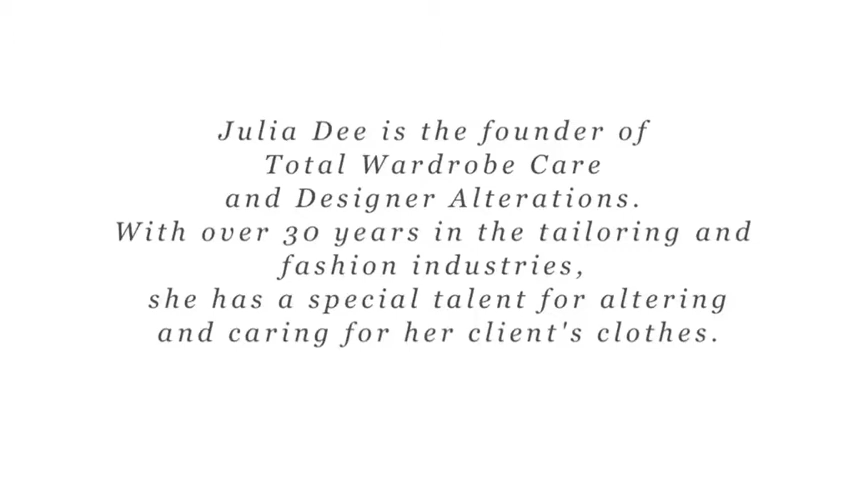 Julia Dee is the founder of
Total Wardrobe Care
and Designer Alterations.
With over 30 years in the tailoring and
fashion industries,
she has a special talent for altering
and caring for her client's clothes.